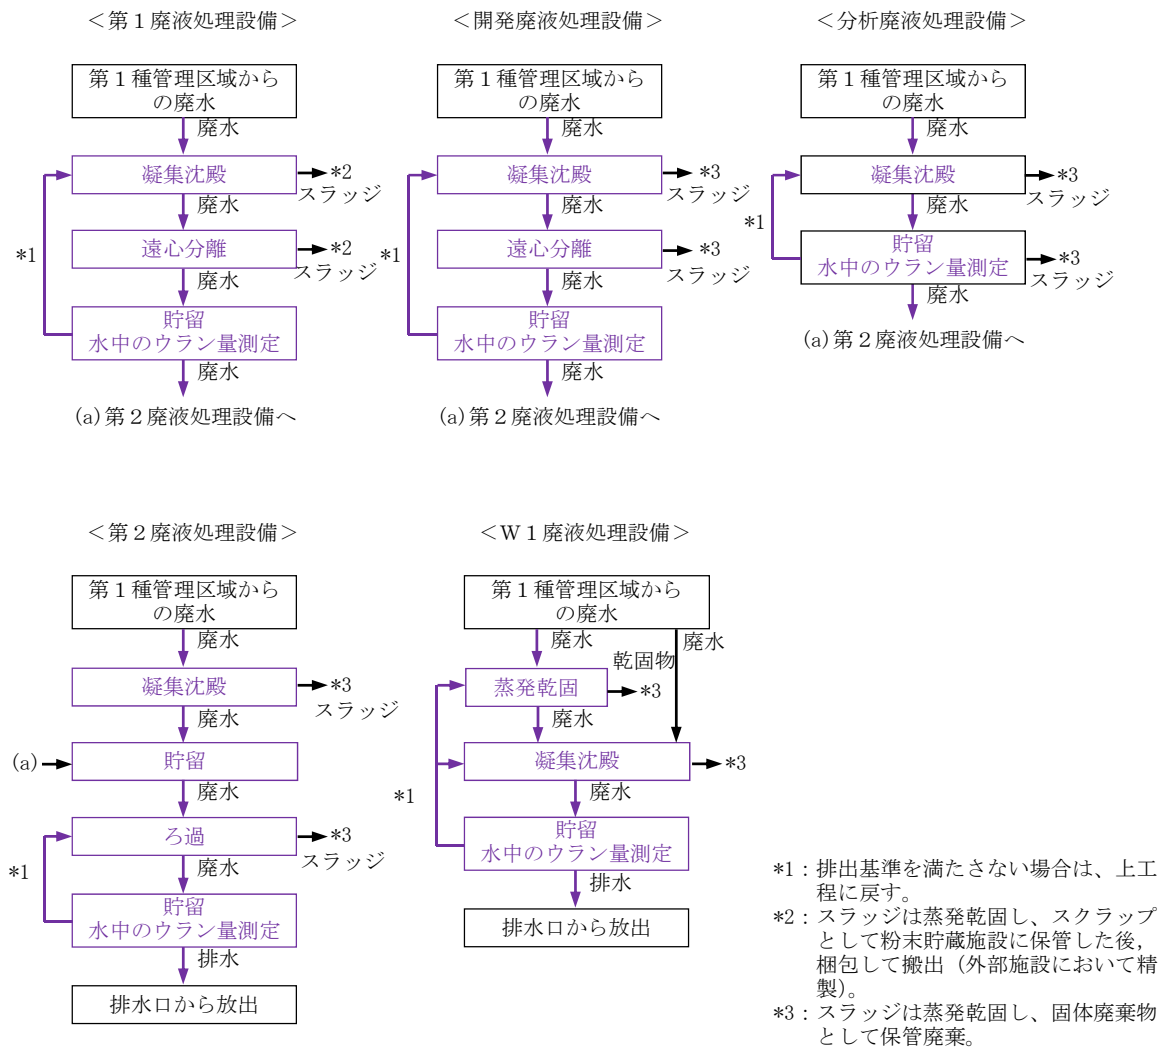 ＜第１廃液処理設備＞
第１種管理区域から
の廃水
廃水
凝集沈殿
*2
スラッジ
廃水
*1
遠心分離
*2
スラッジ
廃水
貯留
水中のウラン量測定
廃水
(a)第２廃液処理設備へ
＜開発廃液処理設備＞
第１種管理区域から
の廃水
廃水
凝集沈殿
*3
スラッジ
廃水
*1
遠心分離
*3
スラッジ
廃水
貯留
水中のウラン量測定
廃水
(a)第２廃液処理設備へ
＜分析廃液処理設備＞
第１種管理区域から
の廃水
廃水
凝集沈殿
*3
スラッジ
廃水
*1
貯留
水中のウラン量測定
*3
スラッジ
廃水
(a)第２廃液処理設備へ
＜第２廃液処理設備＞
第１種管理区域から
の廃水
廃水
凝集沈殿
*3
スラッジ
廃水
(a)
貯留
廃水
ろ過
*3
スラッジ
*1
廃水
貯留
水中のウラン量測定
排水
排水口から放出
＜W１廃液処理設備＞
第１種管理区域から
の廃水
廃水
廃水
乾固物
蒸発乾固
*3
廃水
凝集沈殿
*3
*1
廃水
貯留
水中のウラン量測定
排水
排水口から放出
*1：排出基準を満たさない場合は、上工
程に戻す。
*2：スラッジは蒸発乾固し、スクラップ
として粉末貯蔵施設に保管した後，
梱包して搬出（外部施設において精
製）。
*3：スラッジは蒸発乾固し、固体廃棄物
として保管廃棄。